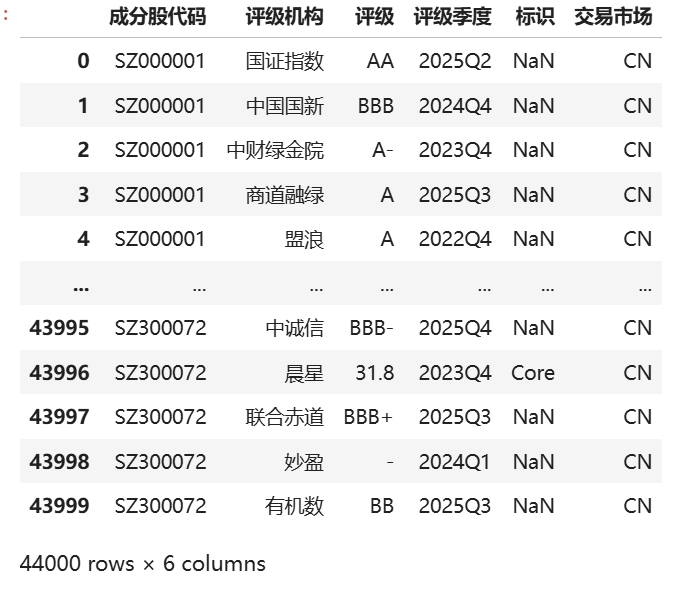 :
成分股代码 评级机构 评级 评级季度 标识 交易市场
0 SZ000001 国证指数 AA 2025Q2 NaN CN
1 SZ000001 中国国新 BBB 2024Q4 NaN CN
2 SZ000001 中财绿金院 A- 2023Q4 NaN CN
3 SZ000001 商道融绿 A 2025Q3 NaN CN
4 SZ000001 盟浪 A 2022Q4 NaN CN
... ... ... ... ... ... ...
43995 SZ300072 中诚信 BBB- 2025Q4 NaN CN
43996 SZ300072 晨星 31.8 2023Q4 Core CN
43997 SZ300072 联合赤道 BBB+ 2025Q3 NaN CN
43998 SZ300072 妙盈 - 2024Q1 NaN CN
43999 SZ300072 有机数 BB 2025Q3 NaN CN
44000 rows × 6 columns